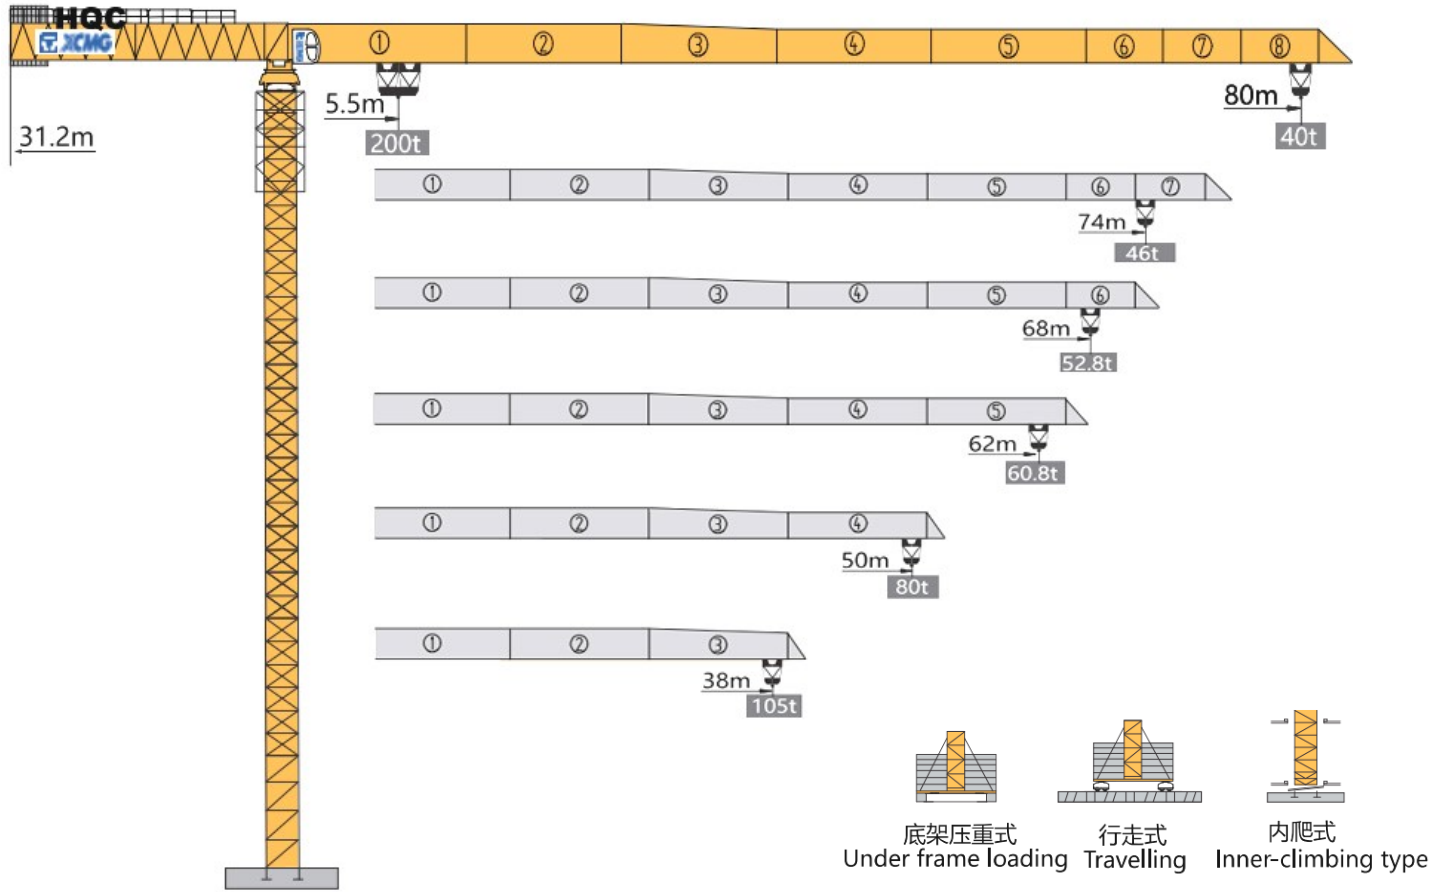 HQC
XCMG
① ② ③ ④ ⑤ ⑥ ⑦ ⑧
5.5m
200t
80m
40t
31.2m
① ② ③ ④ ⑤ ⑥ ⑦
74m
46t
① ② ③ ④ ⑤ ⑥
68m
52.8t
① ② ③ ④ ⑤
62m
60.8t
① ② ③ ④
50m
80t
① ② ③
38m
105t
底架压重式
Under frame loading
行走式
Travelling
内爬式
Inner-climbing type